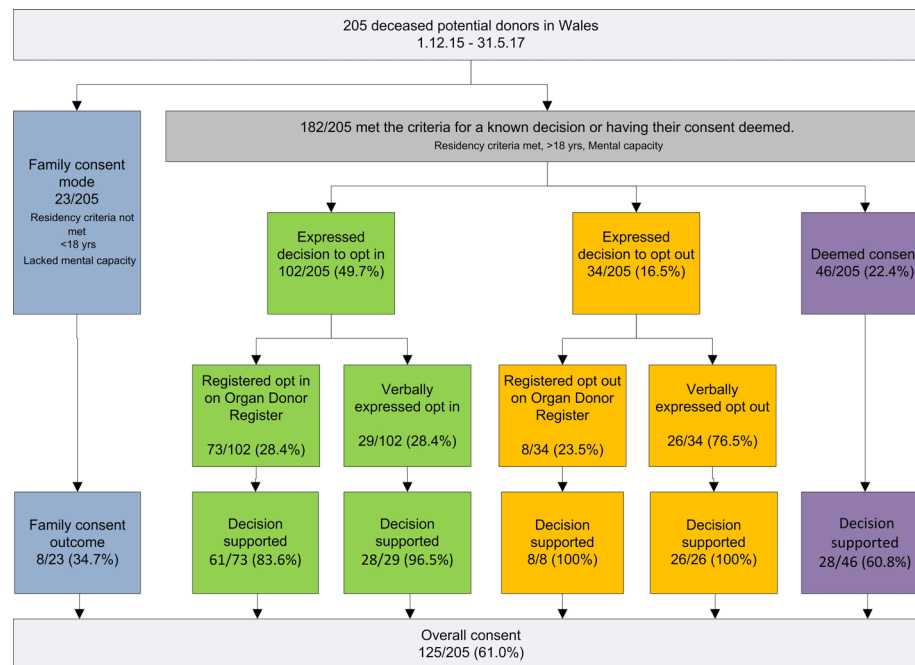 205 deceased potential donors in Wales
1.12.15 - 31.5.17
182/205 met the criteria for a known decision or having their consent deemed.
Residency criteria met, >18 yrs, Mental capacity
Family consent
mode
23/205
Residency criteria not
met
<18 yrs
Lacked mental capacity
Expressed
decision to opt in
102/205 (49.7%)
Expressed
decision to opt out
34/205 (16.5%)
Deemed consent
46/205 (22.4%)
Registered opt in
on Organ Donor
Register
73/102 (28.4%)
Verbally
expressed opt in
29/102 (28.4%)
Registered opt out
on Organ Donor
Register
8/34 (23.5%)
Verbally
expressed opt out
26/34 (76.5%)
Family consent
outcome
8/23 (34.7%)
Decision
supported
61/73 (83.6%)
Decision
supported
28/29 (96.5%)
Decision
supported
8/8 (100%)
Decision
supported
26/26 (100%)
Decision
supported
28/46 (60.8%)
Overall consent
125/205 (61.0%)